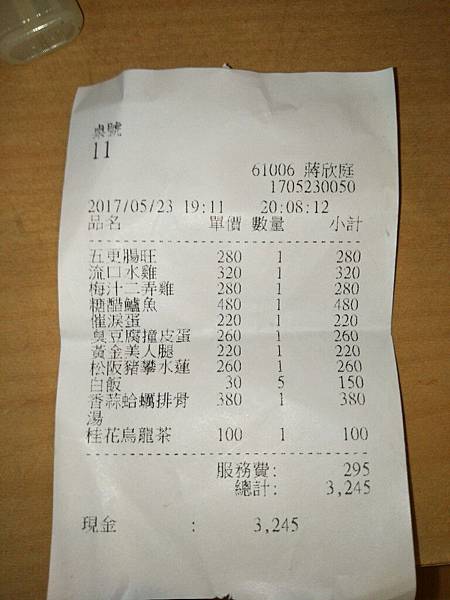 桌號
11
61006 蔣欣庭
1705230050
2017/05/23 19:11 20:08:12
品名 單價 數量 小計
五更腸旺 280 1 280
流口水雞 320 1 320
梅汁二弄雞 280 1 280
糖醋鱸魚 480 1 480
催淚蛋 220 1 220
臭豆腐撞皮蛋 260 1 260
黃金美人腿 220 1 220
松阪豬攀水蓮 260 1 260
白飯 30 5 150
香蒜蛤蠣排骨 380 1 380
湯
桂花烏龍茶 100 1 100
服務費: 295
總計: 3,245
現金 : 3,245